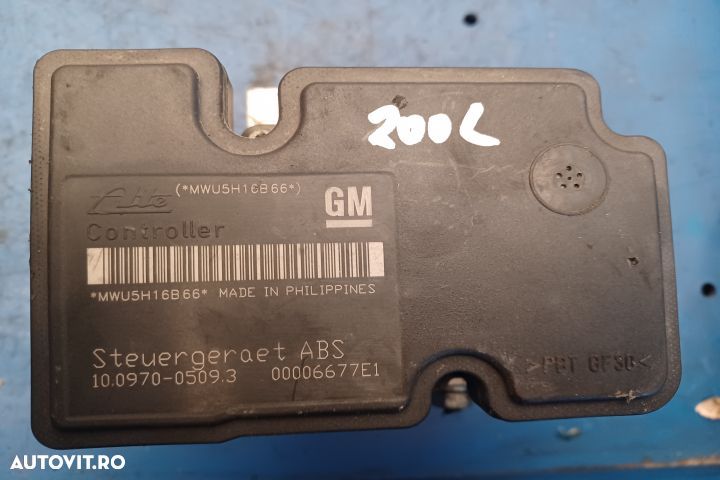 200L
Ate (*MWU5H16B66*)
GM
Controller
*MWU5H16B66* MADE IN PHILIPPINES
Steuergeraet ABS
10.0970-0509.3 00006677E1
>PBT GF30<
AUTOVIT.RO